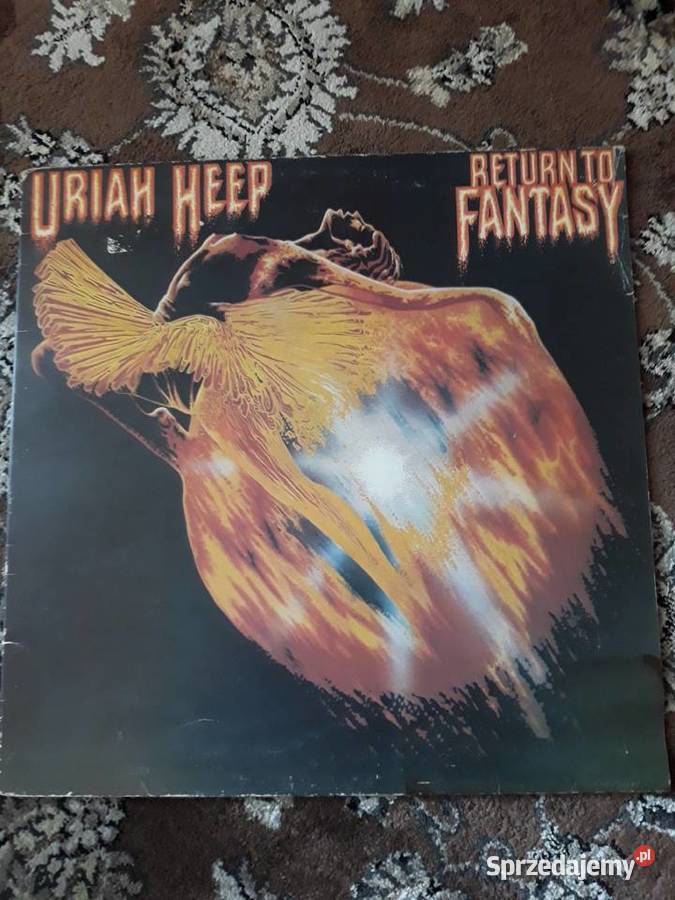 URIAH HEEP
RETURN TO
FANTASY
Sprzedajemy.pl